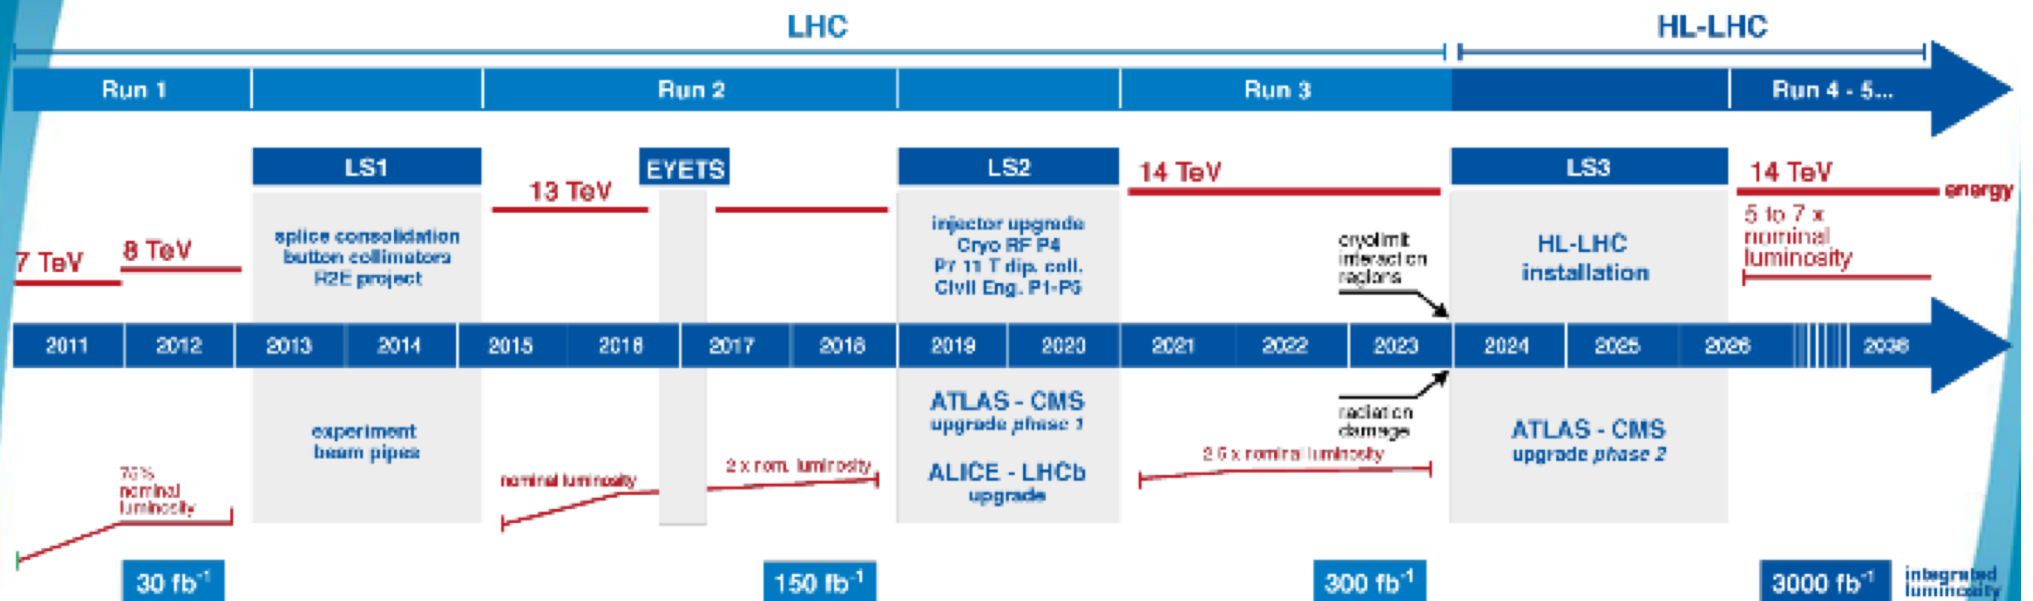 LHC
HL-LHC
Run 1
Run 2
Run 3
Run 4 - 5...
LS1
EYETS
LS2
LS3
7 TeV
8 TeV
13 TeV
14 TeV
14 TeV
energy
splice consolidation
button collimators
R2E project
injector upgrade
Cryo RF P4
P7 11 T dip. coll.
Civil Eng. P1-P5
cryolimit
interaction
regions
HL-LHC
installation
5 to 7 x
nominal
luminosity
2011
2012
2013
2014
2015
2016
2017
2018
2019
2020
2021
2022
2023
2024
2025
2026
experiment
beam pipes
ATLAS - CMS
upgrade phase 1
ALICE - LHCb
upgrade
radiation
damage
ATLAS - CMS
upgrade phase 2
75%
nominal
luminosity
nominal luminosity
2 x nom. luminosity
2.5 x nominal luminosity
30 fb⁻¹
150 fb⁻¹
300 fb⁻¹
3000 fb⁻¹
integrated
luminosity